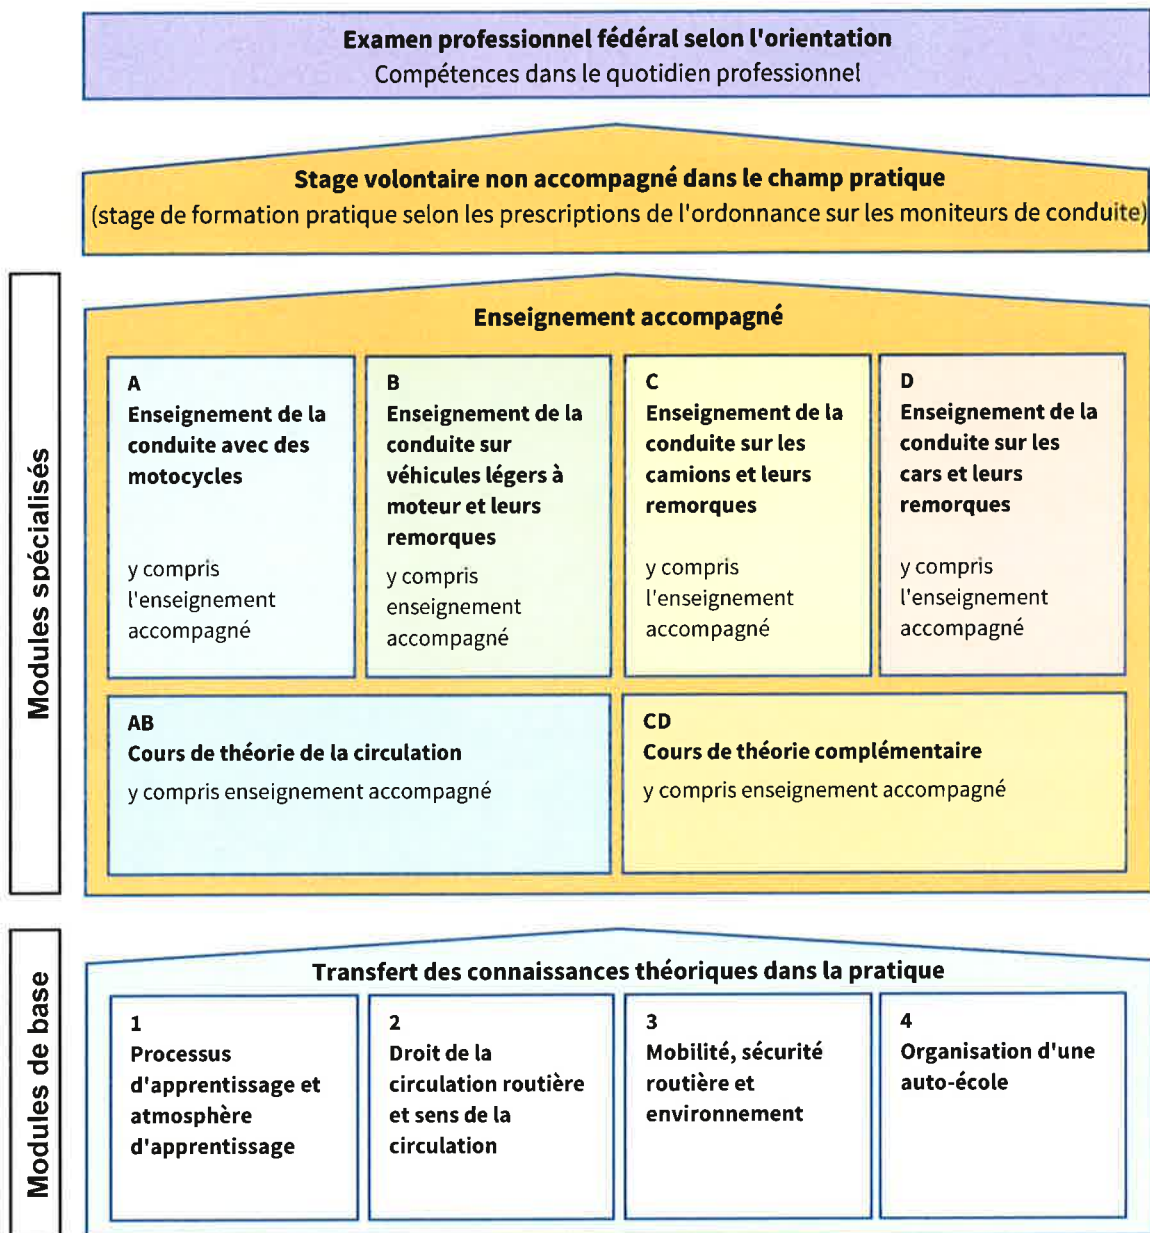 Examen professionnel fédéral selon l'orientation
Compétences dans le quotidien professionnel
Stage volontaire non accompagné dans le champ pratique
(stage de formation pratique selon les prescriptions de l'ordonnance sur les moniteurs de conduite)
Modules spécialisés
Enseignement accompagné
A
Enseignement de la
conduite avec des
motocycles
y compris
l'enseignement
accompagné
B
Enseignement de la
conduite sur
véhicules légers à
moteur et leurs
remorques
y compris
enseignement
accompagné
C
Enseignement de la
conduite sur les
camions et leurs
remorques
y compris
l'enseignement
accompagné
D
Enseignement de la
conduite sur les
cars et leurs
remorques
y compris
l'enseignement
accompagné
AB
Cours de théorie de la circulation
y compris enseignement accompagné
CD
Cours de théorie complémentaire
y compris enseignement accompagné
Modules de base
Transfert des connaissances théoriques dans la pratique
1
Processus
d'apprentissage et
atmosphère
d'apprentissage
2
Droit de la
circulation routière
et sens de la
circulation
3
Mobilité, sécurité
routière et
environnement
4
Organisation d'une
auto-école